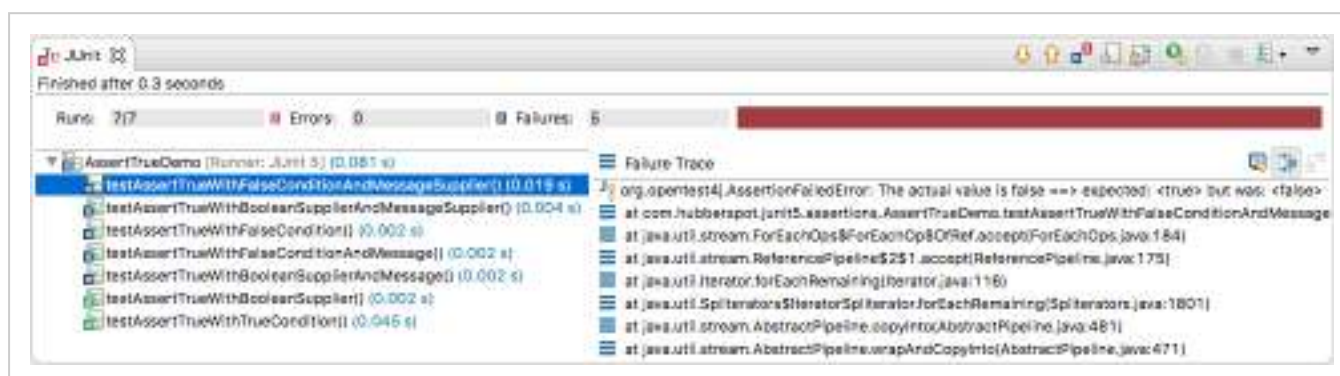 JUnit
Finished after 0.3 seconds
Runs: 7/7 Errors: 0 Failures: 5
AssertTrueDemo [Runner: JUnit 5] (0.081 s)
testAssertTrueWithFalseConditionAndMessageSupplier() (0.019 s)
testAssertTrueWithBooleanSupplierAndMessageSupplier() (0.004 s)
testAssertTrueWithFalseCondition() (0.002 s)
testAssertTrueWithFalseConditionAndMessage() (0.002 s)
testAssertTrueWithBooleanSupplierAndMessage() (0.002 s)
testAssertTrueWithBooleanSupplier() (0.002 s)
testAssertTrueWithTrueCondition() (0.045 s)
Failure Trace
org.opentest4j.AssertionFailedError: The actual value is false ==> expected: <true> but was: <false>
at com.hubberspot.junit5.assertions.AssertTrueDemo.testAssertTrueWithFalseConditionAndMessage
at java.util.stream.ForEachOps$ForEachOp$OfRef.accept(ForEachOps.java:184)
at java.util.stream.ReferencePipeline$2$1.accept(ReferencePipeline.java:175)
at java.util.Iterator.forEachRemaining(Iterator.java:116)
at java.util.Spliterators$IteratorSpliterator.forEachRemaining(Spliterators.java:1801)
at java.util.stream.AbstractPipeline.copyInto(AbstractPipeline.java:481)
at java.util.stream.AbstractPipeline.wrapAndCopyInto(AbstractPipeline.java:471)